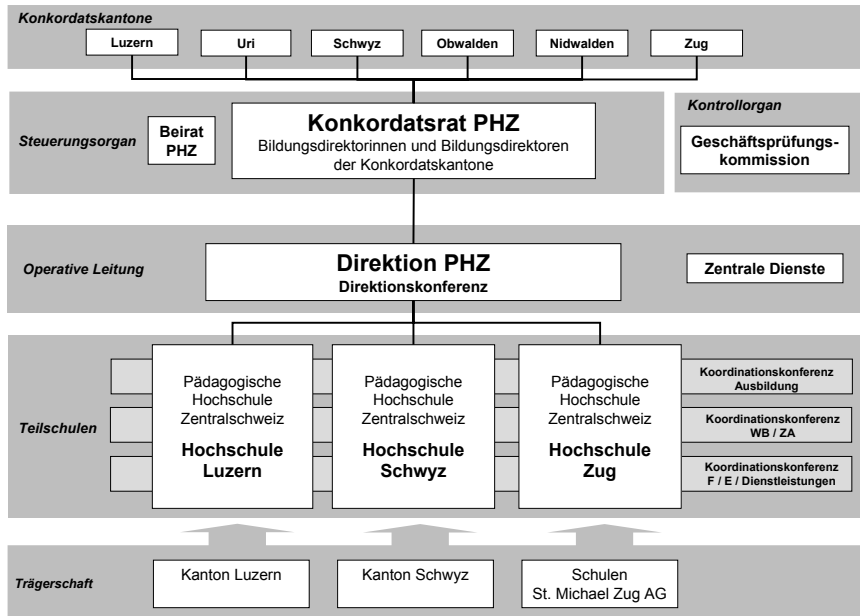 Konkordatskantone
Luzern
Uri
Schwyz
Obwalden
Nidwalden
Zug
Steuerungsorgan
Beirat
PHZ
Konkordatsrat PHZ
Bildungsdirektorinnen und Bildungsdirektoren
der Konkordatskantone
Kontrollorgan
Geschäftsprüfungs-
kommission
Operative Leitung
Direktion PHZ
Direktionskonferenz
Zentrale Dienste
Teilschulen
Pädagogische
Hochschule
Zentralschweiz
Hochschule
Luzern
Pädagogische
Hochschule
Zentralschweiz
Hochschule
Schwyz
Pädagogische
Hochschule
Zentralschweiz
Hochschule
Zug
Koordinationskonferenz
Ausbildung
Koordinationskonferenz
WB / ZA
Koordinationskonferenz
F / E / Dienstleistungen
Trägerschaft
Kanton Luzern
Kanton Schwyz
Schulen
St. Michael Zug AG